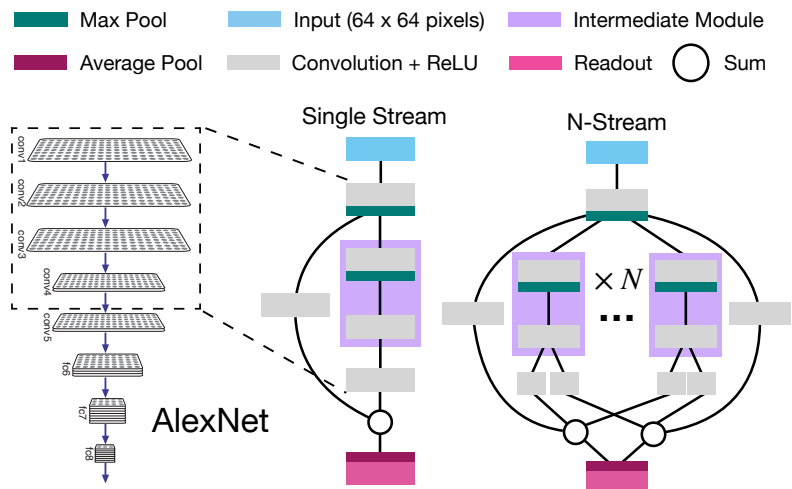 Max Pool
Input (64 x 64 pixels)
Intermediate Module
Average Pool
Convolution + ReLU
Readout
Sum
Single Stream
N-Stream
conv1
conv2
conv3
conv4
conv5
fc6
fc7
fc8
AlexNet
× N
...